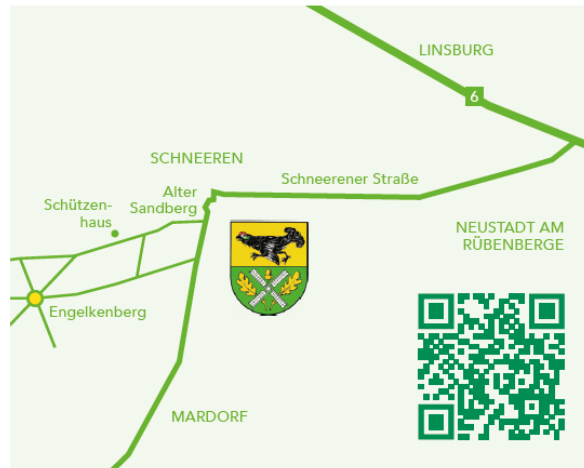 LINSBURG
6
SCHNEEREN
Alter
Sandberg
Schneerener Straße
Schützen-
haus
NEUSTADT AM
RÜBENBERGE
Engelkenberg
MARDORF